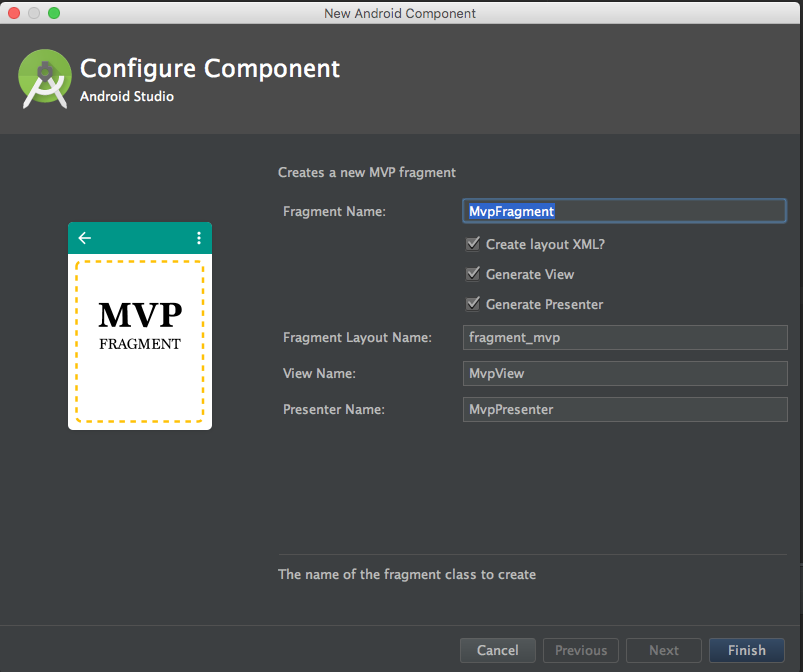 New Android Component
Configure Component
Android Studio
Creates a new MVP fragment
Fragment Name: MvpFragment
Create layout XML?
Generate View
Generate Presenter
Fragment Layout Name: fragment_mvp
View Name: MvpView
Presenter Name: MvpPresenter
MVP
FRAGMENT
The name of the fragment class to create
Cancel Previous Next Finish